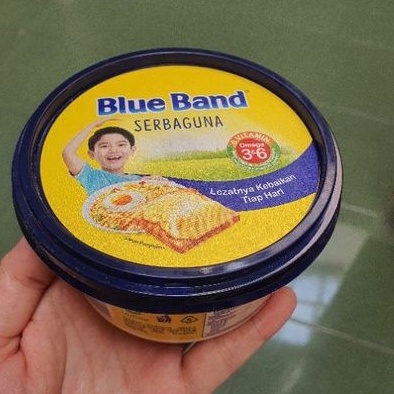 Blue Band
SERBAGUNA
Omega
3&6
Lezatnya Kebaikan
Tiap Hari